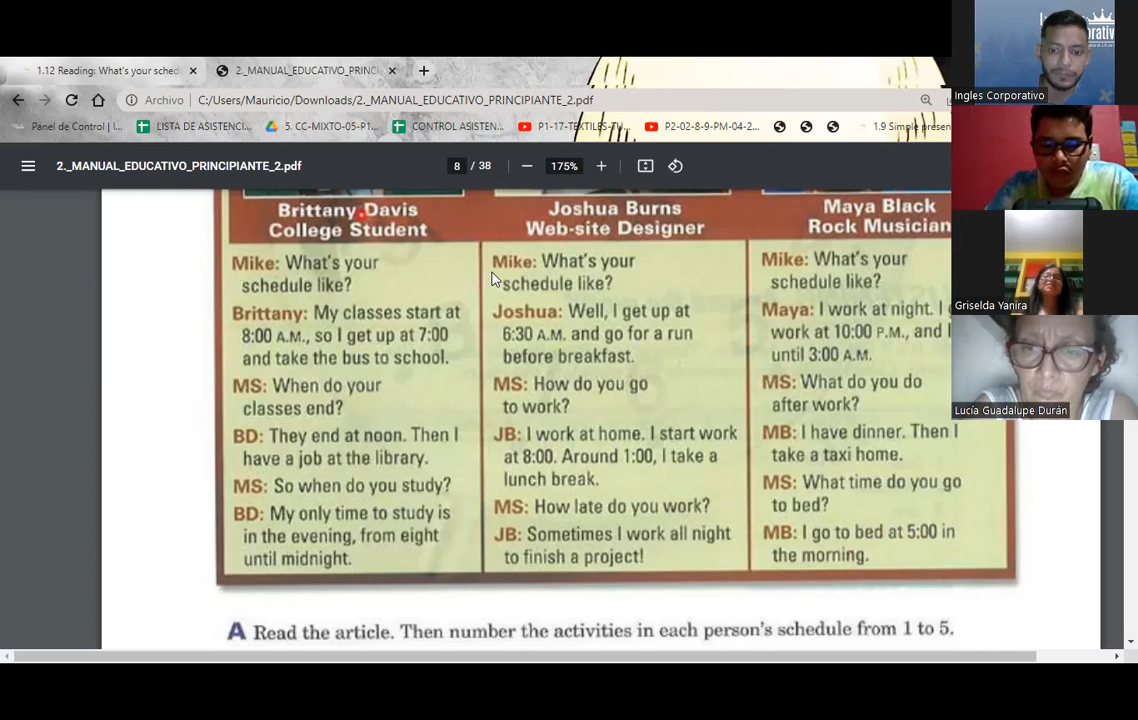 1.12 Reading: What's your sched
2._MANUAL_EDUCATIVO_PRINCI
Archivo
C:/Users/Mauricio/Downloads/2._MANUAL_EDUCATIVO_PRINCIPIANTE_2.pdf
Panel de Control | I...
LISTA DE ASISTENCI...
5. CC-MIXTO-05-P1...
CONTROL ASISTEN...
P1-17-TEXTILES-TU...
P2-02-8-9-PM-04-2...
1.9 Simple presen
2._MANUAL_EDUCATIVO_PRINCIPIANTE_2.pdf
8 / 38
175%
Brittany Davis
College Student
Mike: What's your
schedule like?
Brittany: My classes start at
8:00 A.M., so I get up at 7:00
and take the bus to school.
MS: When do your
classes end?
BD: They end at noon. Then I
have a job at the library.
MS: So when do you study?
BD: My only time to study is
in the evening, from eight
until midnight.
Joshua Burns
Web-site Designer
Mike: What's your
schedule like?
Joshua: Well, I get up at
6:30 A.M. and go for a run
before breakfast.
MS: How do you go
to work?
JB: I work at home. I start work
at 8:00. Around 1:00, I take a
lunch break.
MS: How late do you work?
JB: Sometimes I work all night
to finish a project!
Maya Black
Rock Musician
Mike: What's your
schedule like?
Maya: I work at night. I
work at 10:00 P.M., and I
until 3:00 A.M.
MS: What do you do
after work?
MB: I have dinner. Then I
take a taxi home.
MS: What time do you go
to bed?
MB: I go to bed at 5:00 in
the morning.
A Read the article. Then number the activities in each person's schedule from 1 to 5.
Ingles Corporativo
Griselda Yanira
Lucía Guadalupe Durán